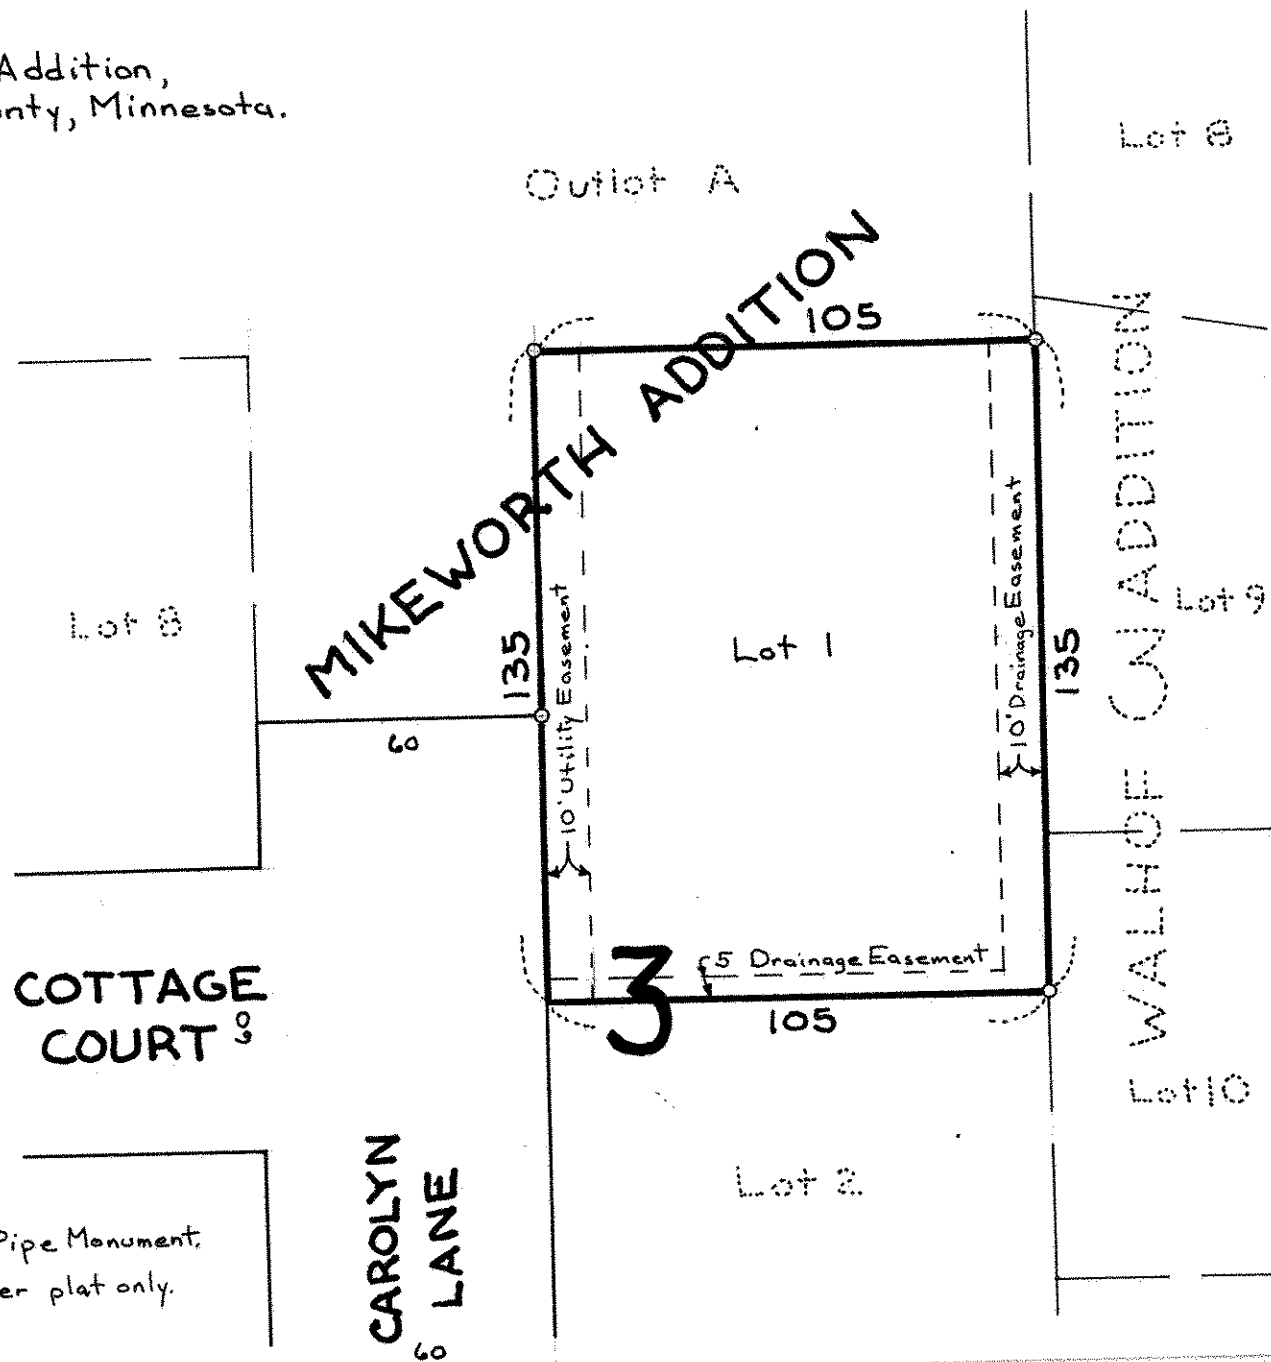 Addition,
nty, Minnesota.
Lot 8
Outlot A
MIKEWORTH ADDITION
105
WALHOF 2N ADDITION
Lot 8
135
10' Utility Easement
Lot 1
10' Drainage Easement
135
Lot 9
60
5 Drainage Easement
3
105
COTTAGE
COURT
60
Lot 10
CAROLYN
LANE
60
Lot 2
Pipe Monument.
er plat only.